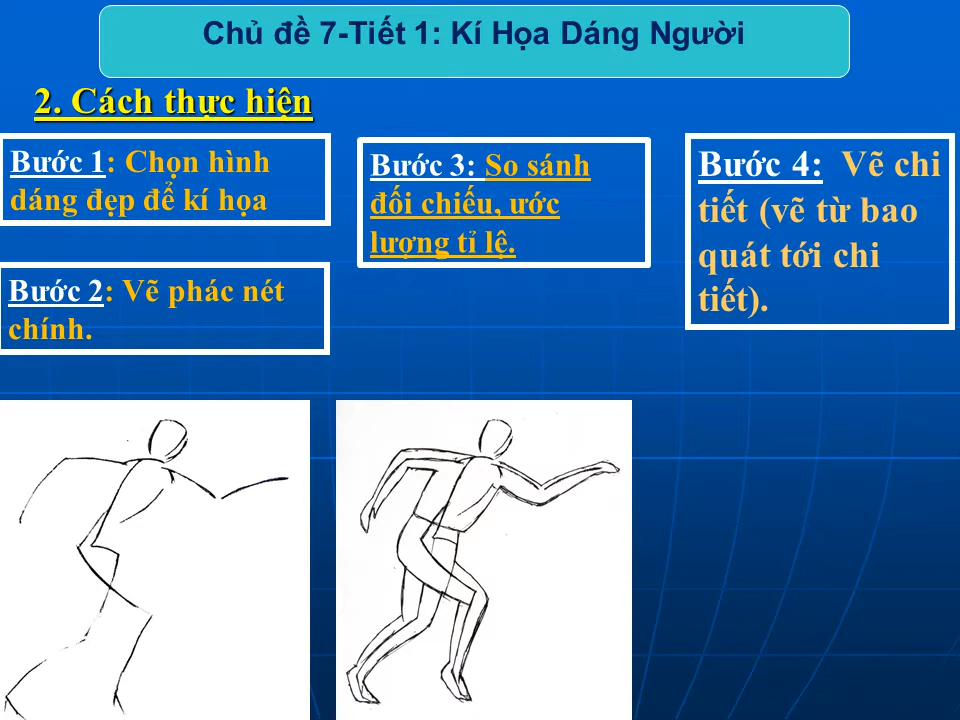 Chủ đề 7-Tiết 1: Kí Họa Dáng Người
2. Cách thực hiện
Bước 1: Chọn hình
dáng đẹp để kí họa
Bước 2: Vẽ phác nét
chính.
Bước 3: So sánh
đối chiếu, ước
lượng tỉ lệ.
Bước 4: Vẽ chi
tiết (vẽ từ bao
quát tới chi
tiết).